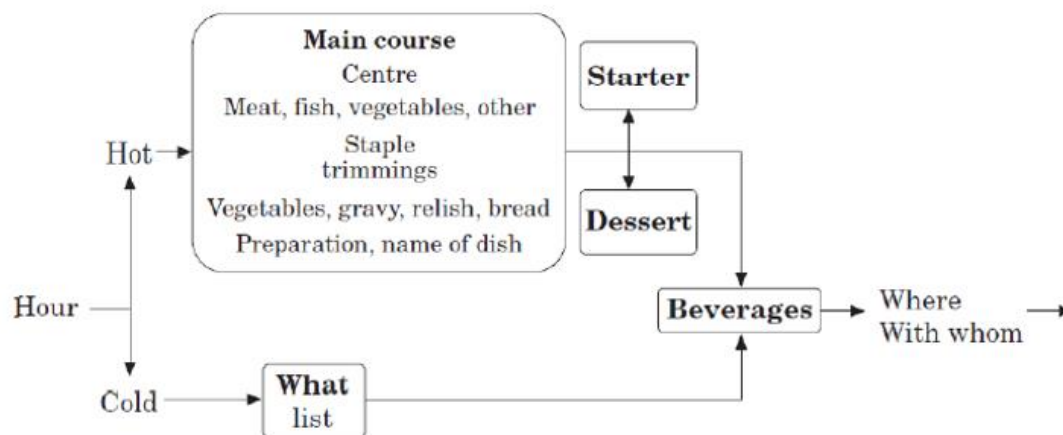 Main course
Centre
Meat, fish, vegetables, other
Staple
trimmings
Vegetables, gravy, relish, bread
Preparation, name of dish
Starter
Hot
Dessert
Hour
Beverages
Where
With whom
Cold
What
list